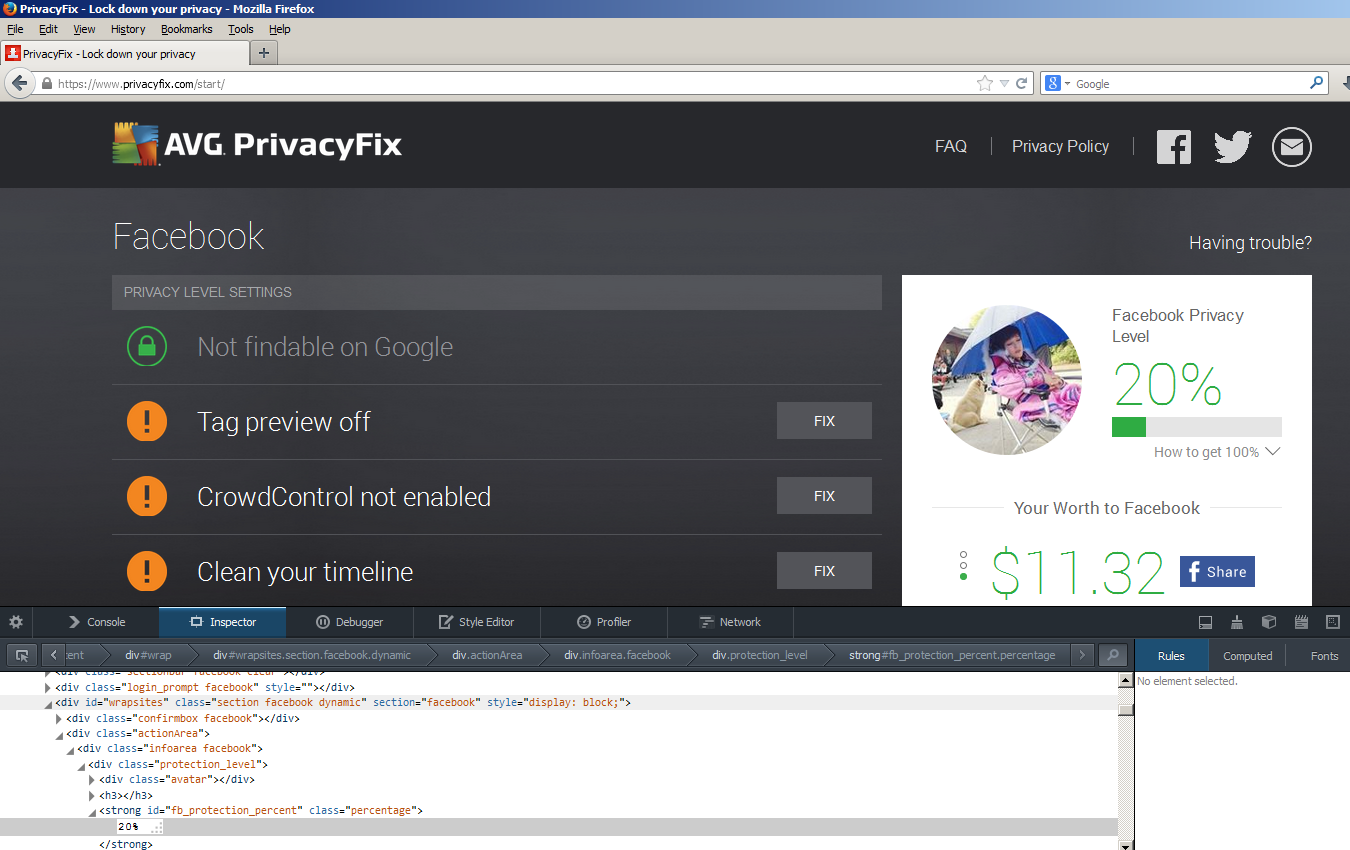 PrivacyFix - Lock down your privacy - Mozilla Firefox
File Edit View History Bookmarks Tools Help
PrivacyFix - Lock down your privacy
https://www.privacyfix.com/start/
Google
AVG. PrivacyFix
FAQ
Privacy Policy
Facebook
Having trouble?
PRIVACY LEVEL SETTINGS
Not findable on Google
Tag preview off
FIX
CrowdControl not enabled
FIX
Clean your timeline
FIX
Facebook Privacy
Level
20%
How to get 100%
Your Worth to Facebook
$11.32
Share
Console Inspector Debugger Style Editor Profiler Network
div#wrap div#wrapsites.section.facebook.dynamic div.actionArea div.infoarea.facebook div.protection_level strong#fb_protection_percent.percentage
Rules Computed Fonts
No element selected.
<div class="login_prompt facebook" style=""></div>
<div id="wrapsites" class="section facebook dynamic" section="facebook" style="display: block;">
<div class="confirmbox facebook"></div>
<div class="actionArea">
<div class="infoarea facebook">
<div class="protection_level">
<div class="avatar"></div>
<h3></h3>
<strong id="fb_protection_percent" class="percentage">
20%
</strong>